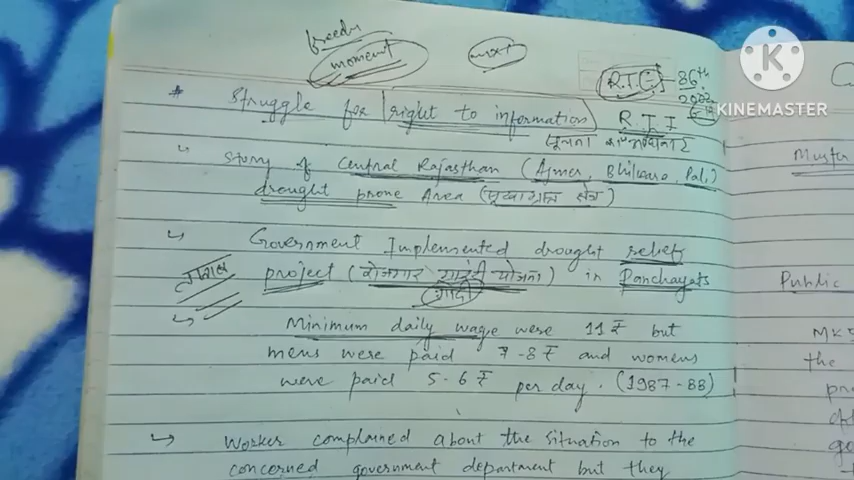 freedom
moment
R.T.E - 86th
2002
KINEMASTER
* Struggle for right to information R.T.I
सूचना का अधिकार
Story of Central Rajasthan (Ajmer, Bhilwara, Pali)
drought prone Area (सूखाग्रस्त क्षेत्र)
Government Implemented drought relief
project (रोजगार गारंटी योजना) in Panchayats
Public
Minimum daily wage were 11 ₹ but
mens were paid 7-8 ₹ and womens
were paid 5-6 ₹ per day. (1987-88)
the
Worker complained about the situation to the
concerned government department but they